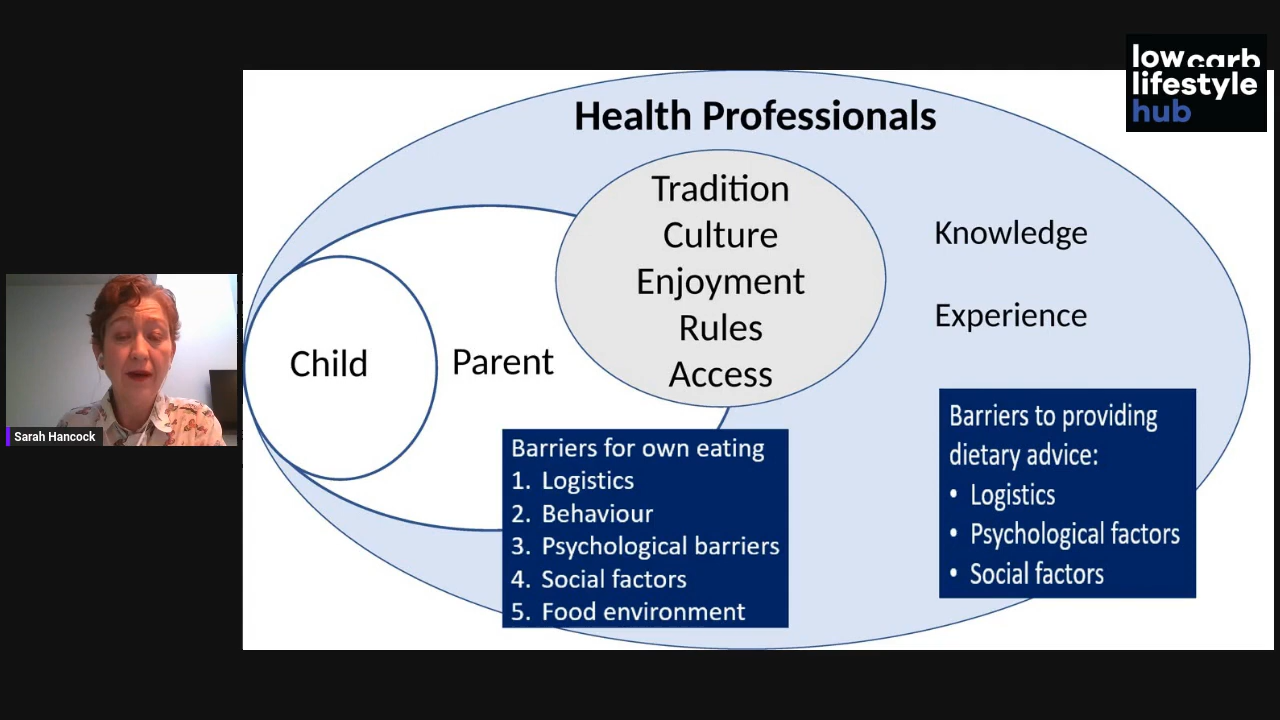 low carb
lifestyle
hub
Health Professionals
Tradition
Culture
Enjoyment
Rules
Access
Knowledge
Experience
Child
Parent
Barriers for own eating
1. Logistics
2. Behaviour
3. Psychological barriers
4. Social factors
5. Food environment
Barriers to providing
dietary advice:
• Logistics
• Psychological factors
• Social factors
Sarah Hancock